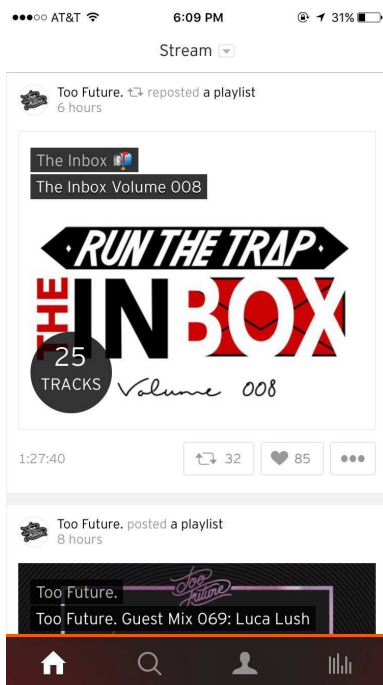 AT&T 6:09 PM 31%
Stream
Too Future. reposted a playlist
6 hours
The Inbox
The Inbox Volume 008
RUN THE TRAP
THE INBOX
25
TRACKS
Volume 008
1:27:40 32 85
Too Future. posted a playlist
8 hours
Too Future
Too Future.
Too Future. Guest Mix 069: Luca Lush